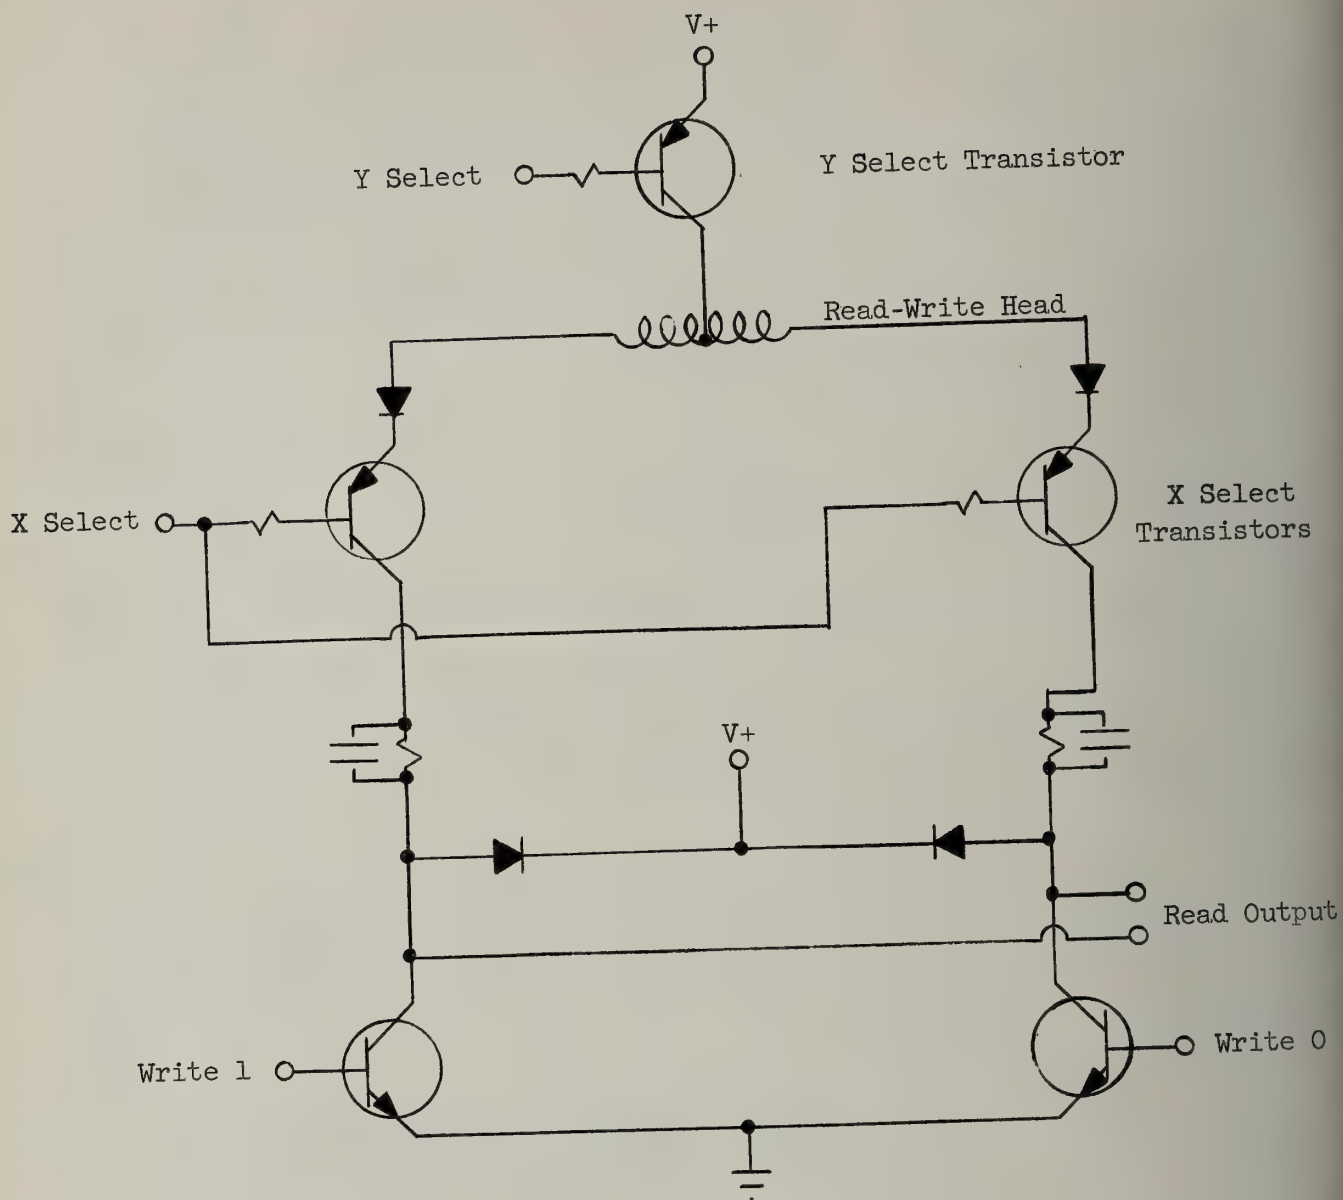 V+
Y Select
Y Select Transistor
Read-Write Head
X Select
X Select
Transistors
V+
Read Output
Write 1
Write 0